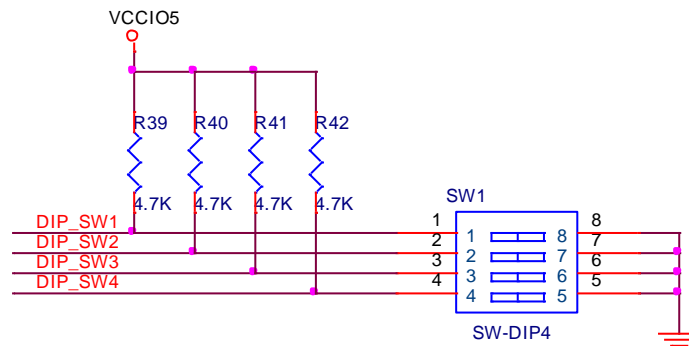 VCCIO5
R39 R40 R41 R42
4.7K 4.7K 4.7K 4.7K
SW1
DIP_SW1 1 1 8 8
DIP_SW2 2 2 7 7
DIP_SW3 3 3 6 6
DIP_SW4 4 4 5 5
SW-DIP4